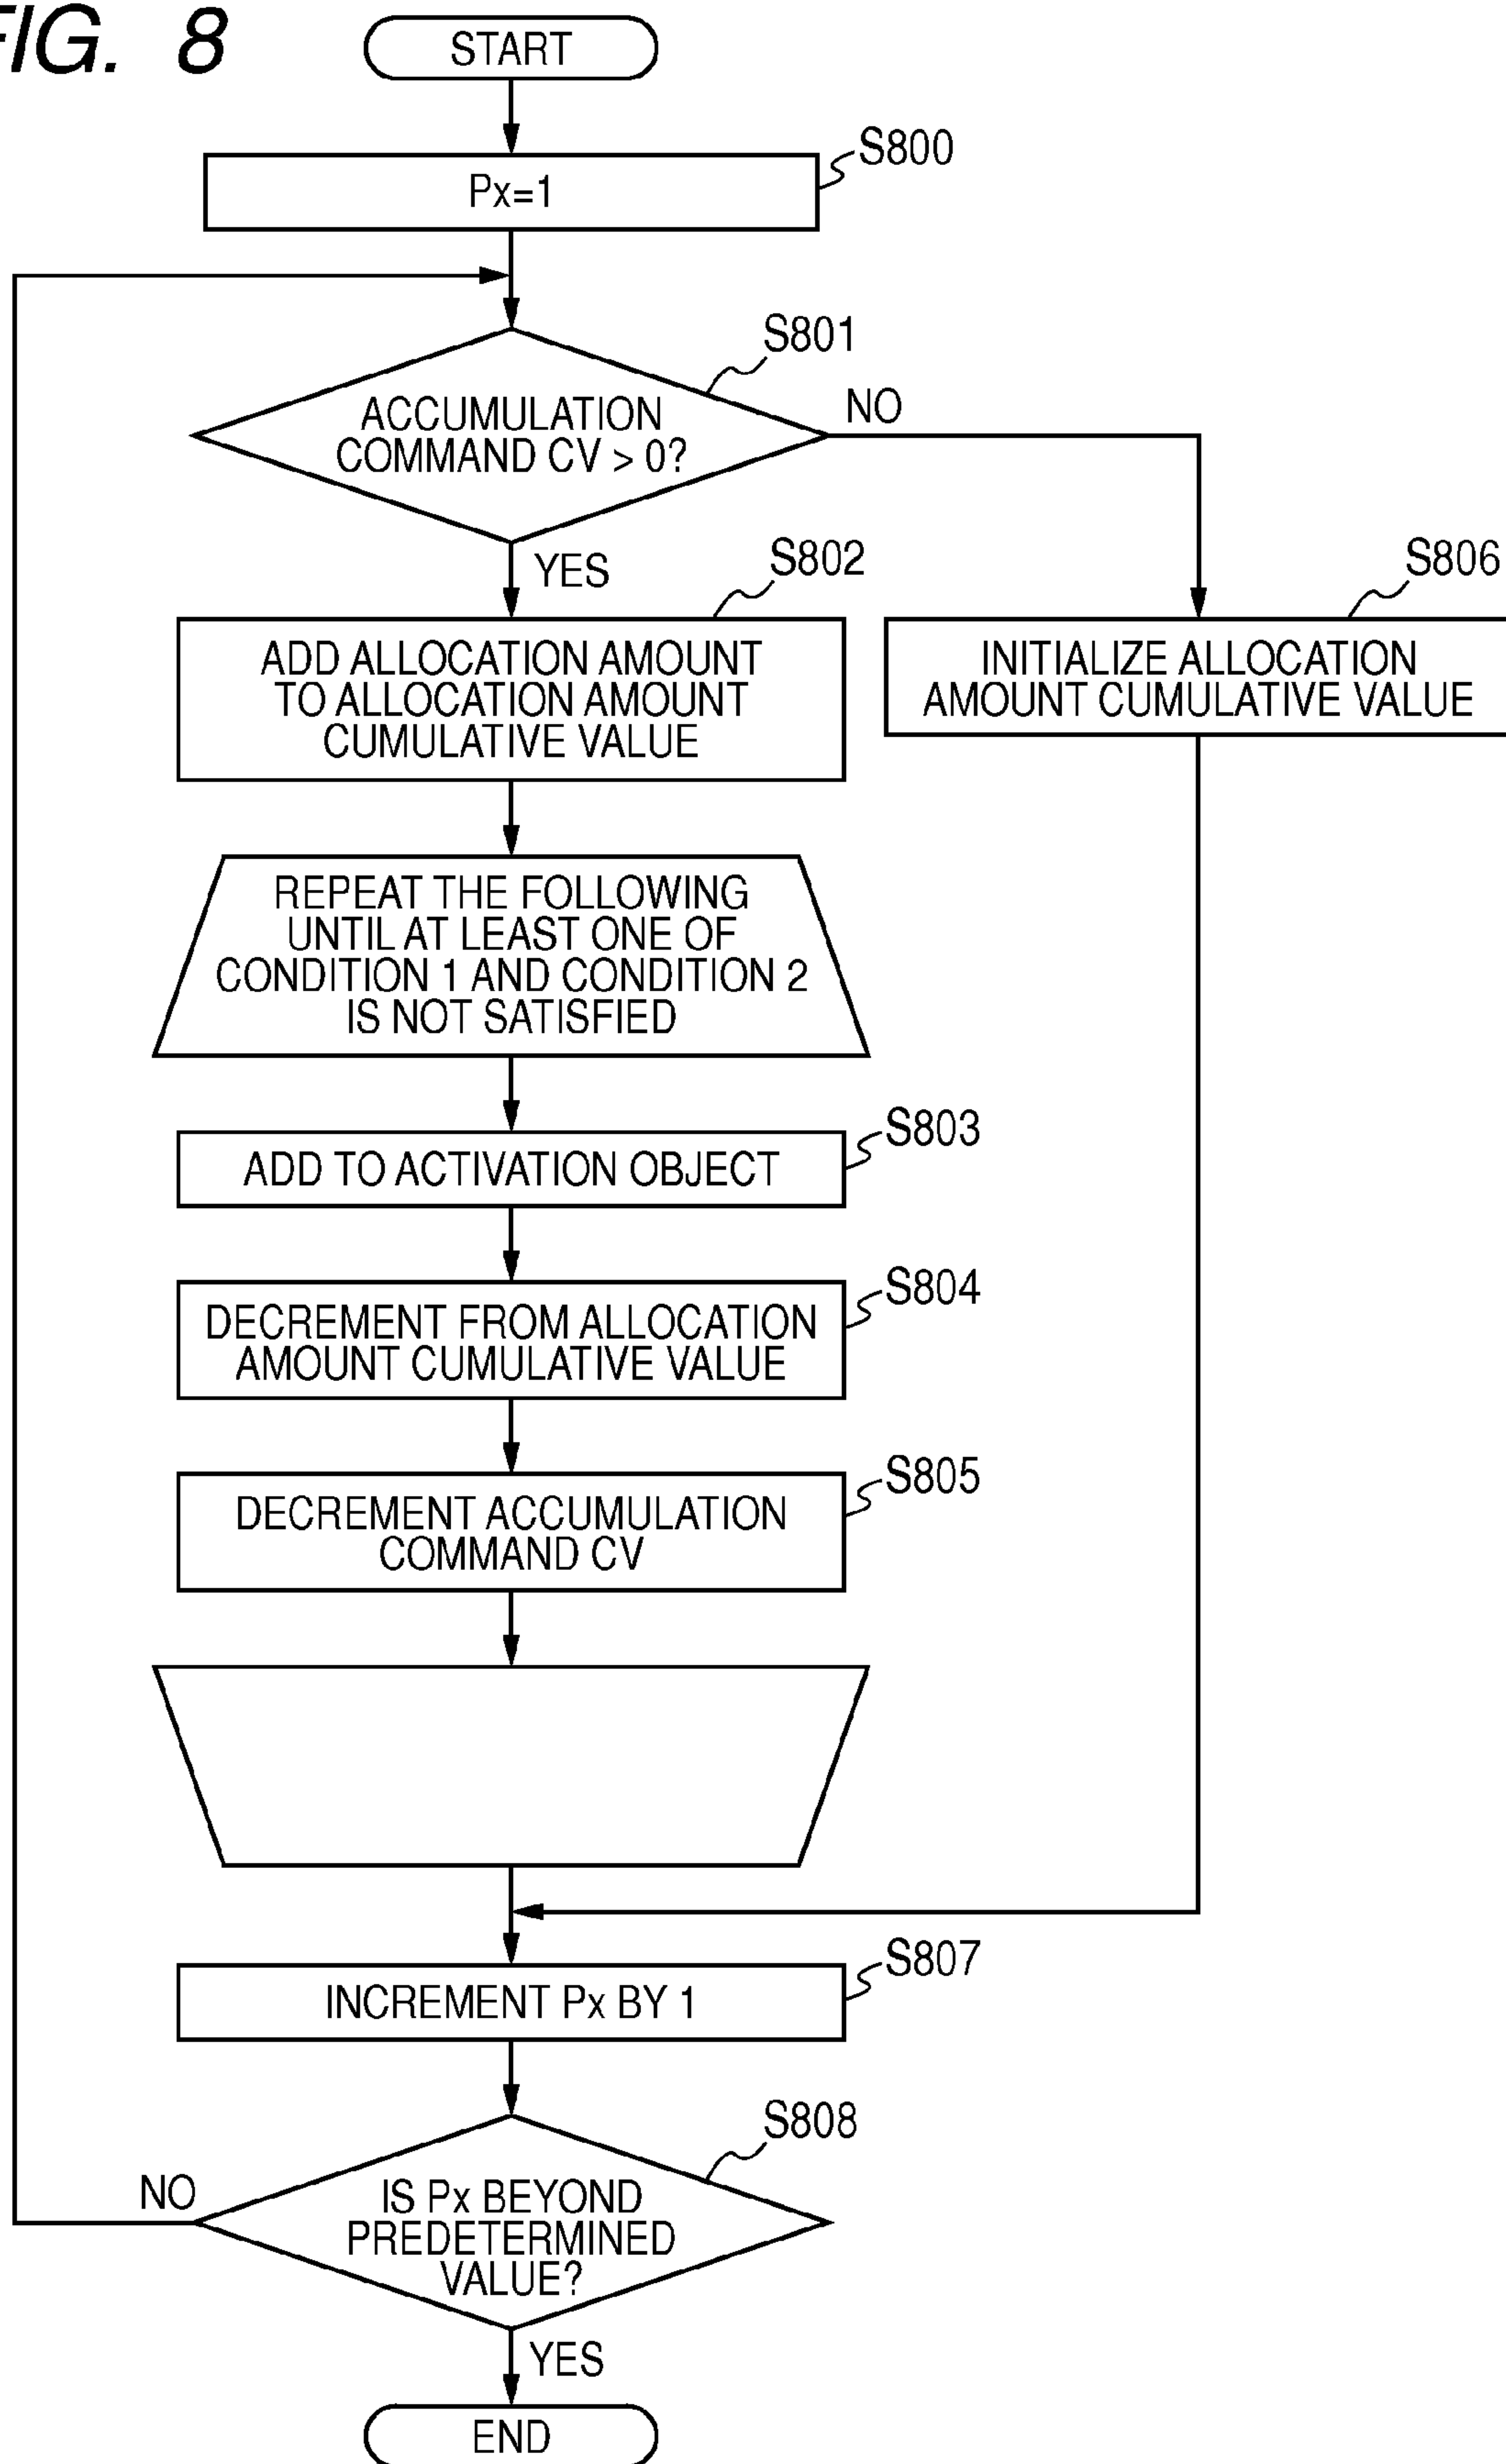 FIG. 8
START
S800
Px=1
S801
ACCUMULATION
COMMAND CV > 0?
NO
YES
S802
ADD ALLOCATION AMOUNT
TO ALLOCATION AMOUNT
CUMULATIVE VALUE
S806
INITIALIZE ALLOCATION
AMOUNT CUMULATIVE VALUE
REPEAT THE FOLLOWING
UNTIL AT LEAST ONE OF
CONDITION 1 AND CONDITION 2
IS NOT SATISFIED
S803
ADD TO ACTIVATION OBJECT
S804
DECREMENT FROM ALLOCATION
AMOUNT CUMULATIVE VALUE
S805
DECREMENT ACCUMULATION
COMMAND CV
S807
INCREMENT Px BY 1
S808
NO
IS Px BEYOND
PREDETERMINED
VALUE?
YES
END